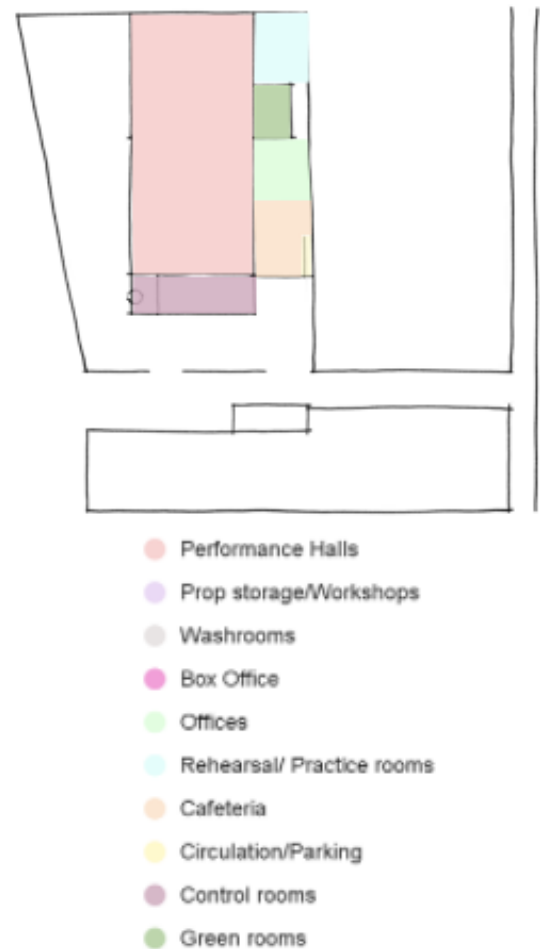 Performance Halls
Prop storage/Workshops
Washrooms
Box Office
Offices
Rehearsal/ Practice rooms
Cafeteria
Circulation/Parking
Control rooms
Green rooms